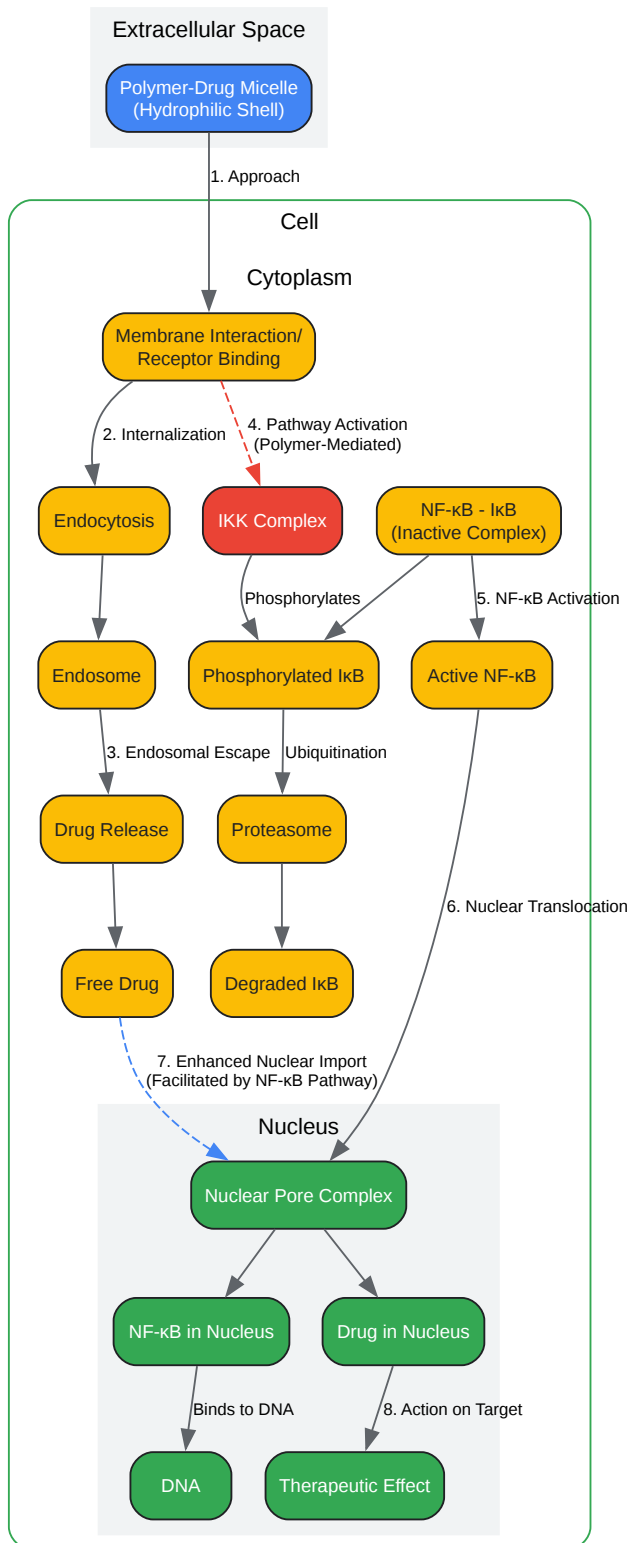 Extracellular Space
Polymer-Drug Micelle
(Hydrophilic Shell)
1. Approach
Cell
Cytoplasm
Membrane Interaction/
Receptor Binding
2. Internalization
4. Pathway Activation
(Polymer-Mediated)
Endocytosis
IKK Complex
NF-κB - IκB
(Inactive Complex)
Phosphorylates
5. NF-κB Activation
Endosome
Phosphorylated IκB
Active NF-κB
3. Endosomal Escape
Ubiquitination
Drug Release
Proteasome
6. Nuclear Translocation
Free Drug
Degraded IκB
7. Enhanced Nuclear Import
(Facilitated by NF-κB Pathway)
Nucleus
Nuclear Pore Complex
NF-κB in Nucleus
Drug in Nucleus
Binds to DNA
8. Action on Target
DNA
Therapeutic Effect